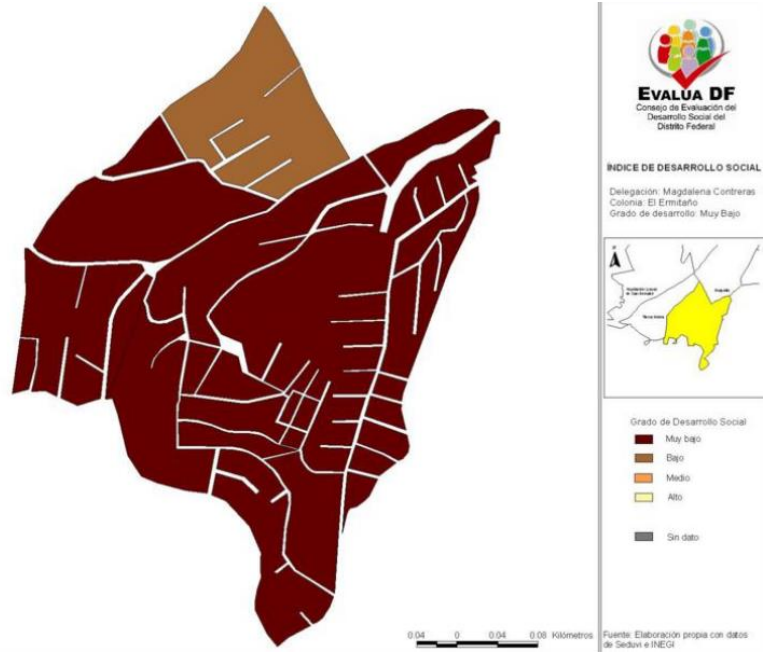 EVALUA DF
Consejo de Evaluación del
Desarrollo Social del
Distrito Federal
ÍNDICE DE DESARROLLO SOCIAL
Delegación: Magdalena Contreras
Colonia: El Ermitaño
Grado de desarrollo: Muy Bajo
Grado de Desarrollo Social
Muy bajo
Bajo
Medio
Alto
Sin dato
0.04 0 0.04 0.08 Kilómetros
Fuente: Elaboración propia con datos
de Seduvi e INEGI